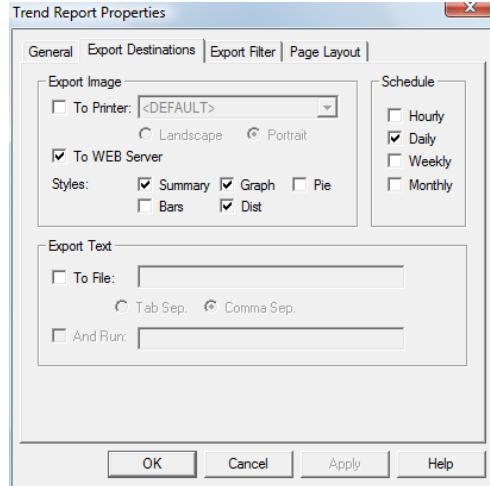 Trend Report Properties
General Export Destinations Export Filter Page Layout
Export Image
To Printer: <DEFAULT>
Landscape Portrait
To WEB Server
Styles: Summary Graph Pie
Bars Dist
Schedule
Hourly
Daily
Weekly
Monthly
Export Text
To File:
Tab Sep. Comma Sep.
And Run:
OK Cancel Apply Help